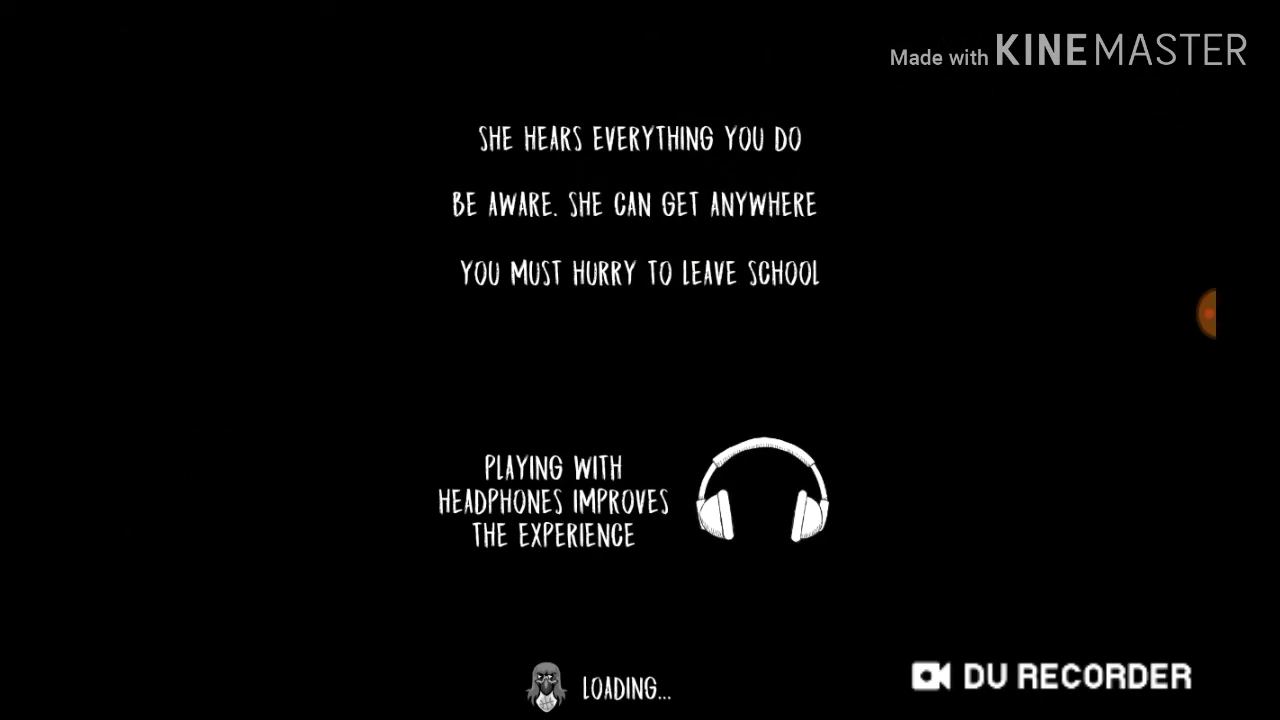 Made with KINEMASTER
SHE HEARS EVERYTHING YOU DO
BE AWARE. SHE CAN GET ANYWHERE
YOU MUST HURRY TO LEAVE SCHOOL
PLAYING WITH
HEADPHONES IMPROVES
THE EXPERIENCE
LOADING...
DU RECORDER